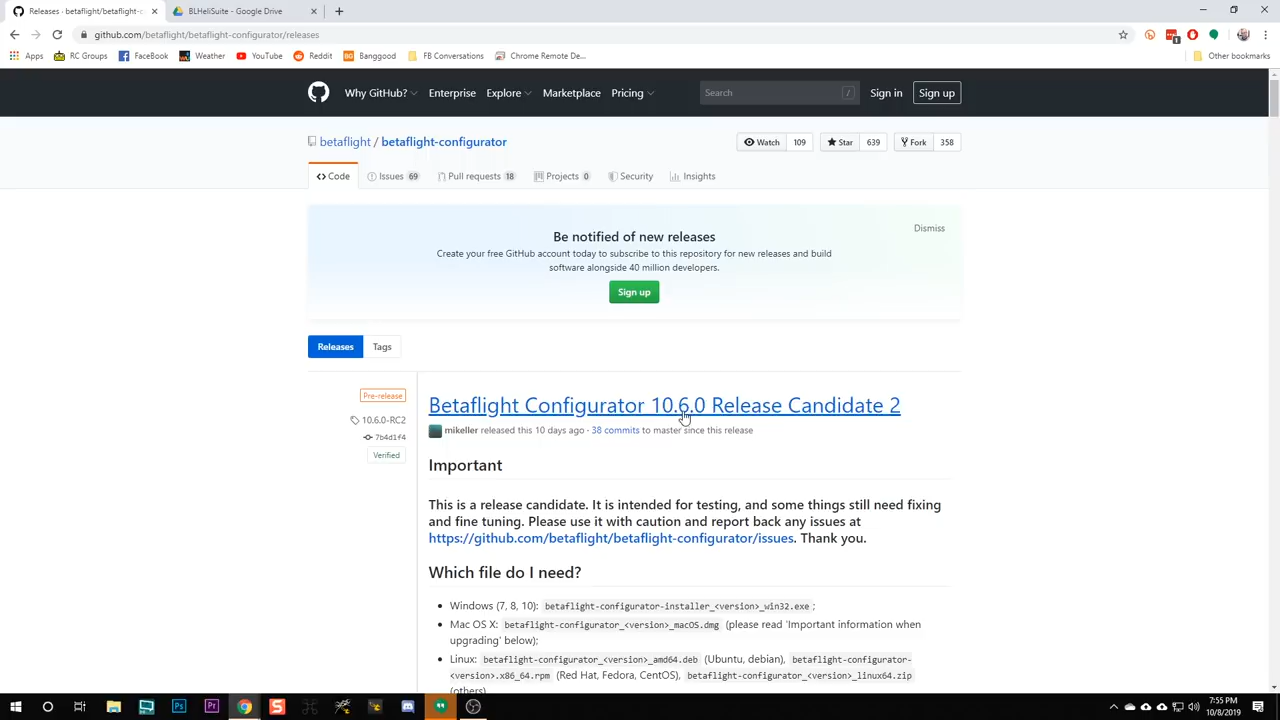 Releases · betaflight/betaflight-c
BLHeliSuite - Google Drive
github.com/betaflight/betaflight-configurator/releases
Apps
RC Groups
FaceBook
Weather
YouTube
Reddit
Banggood
FB Conversations
Chrome Remote De...
Other bookmarks
Why GitHub?
Enterprise
Explore
Marketplace
Pricing
Search
/
Sign in
Sign up
betaflight / betaflight-configurator
Watch 109
Star 639
Fork 358
Code
Issues 69
Pull requests 18
Projects 0
Security
Insights
Be notified of new releases
Dismiss
Create your free GitHub account today to subscribe to this repository for new releases and build
software alongside 40 million developers.
Sign up
Releases
Tags
Pre-release
10.6.0-RC2
7b4d1f4
Verified
Betaflight Configurator 10.6.0 Release Candidate 2
mikeller released this 10 days ago · 38 commits to master since this release
Important
This is a release candidate. It is intended for testing, and some things still need fixing
and fine tuning. Please use it with caution and report back any issues at
https://github.com/betaflight/betaflight-configurator/issues. Thank you.
Which file do I need?
Windows (7, 8, 10): betaflight-configurator-installer_<version>_win32.exe ;
Mac OS X: betaflight-configurator_<version>_macOS.dmg (please read 'Important information when
upgrading' below);
Linux: betaflight-configurator_<version>_amd64.deb (Ubuntu, debian), betaflight-configurator-
<version>.x86_64.rpm (Red Hat, Fedora, CentOS), betaflight-configurator_<version>_linux64.zip
(others)
7:55 PM
10/8/2019